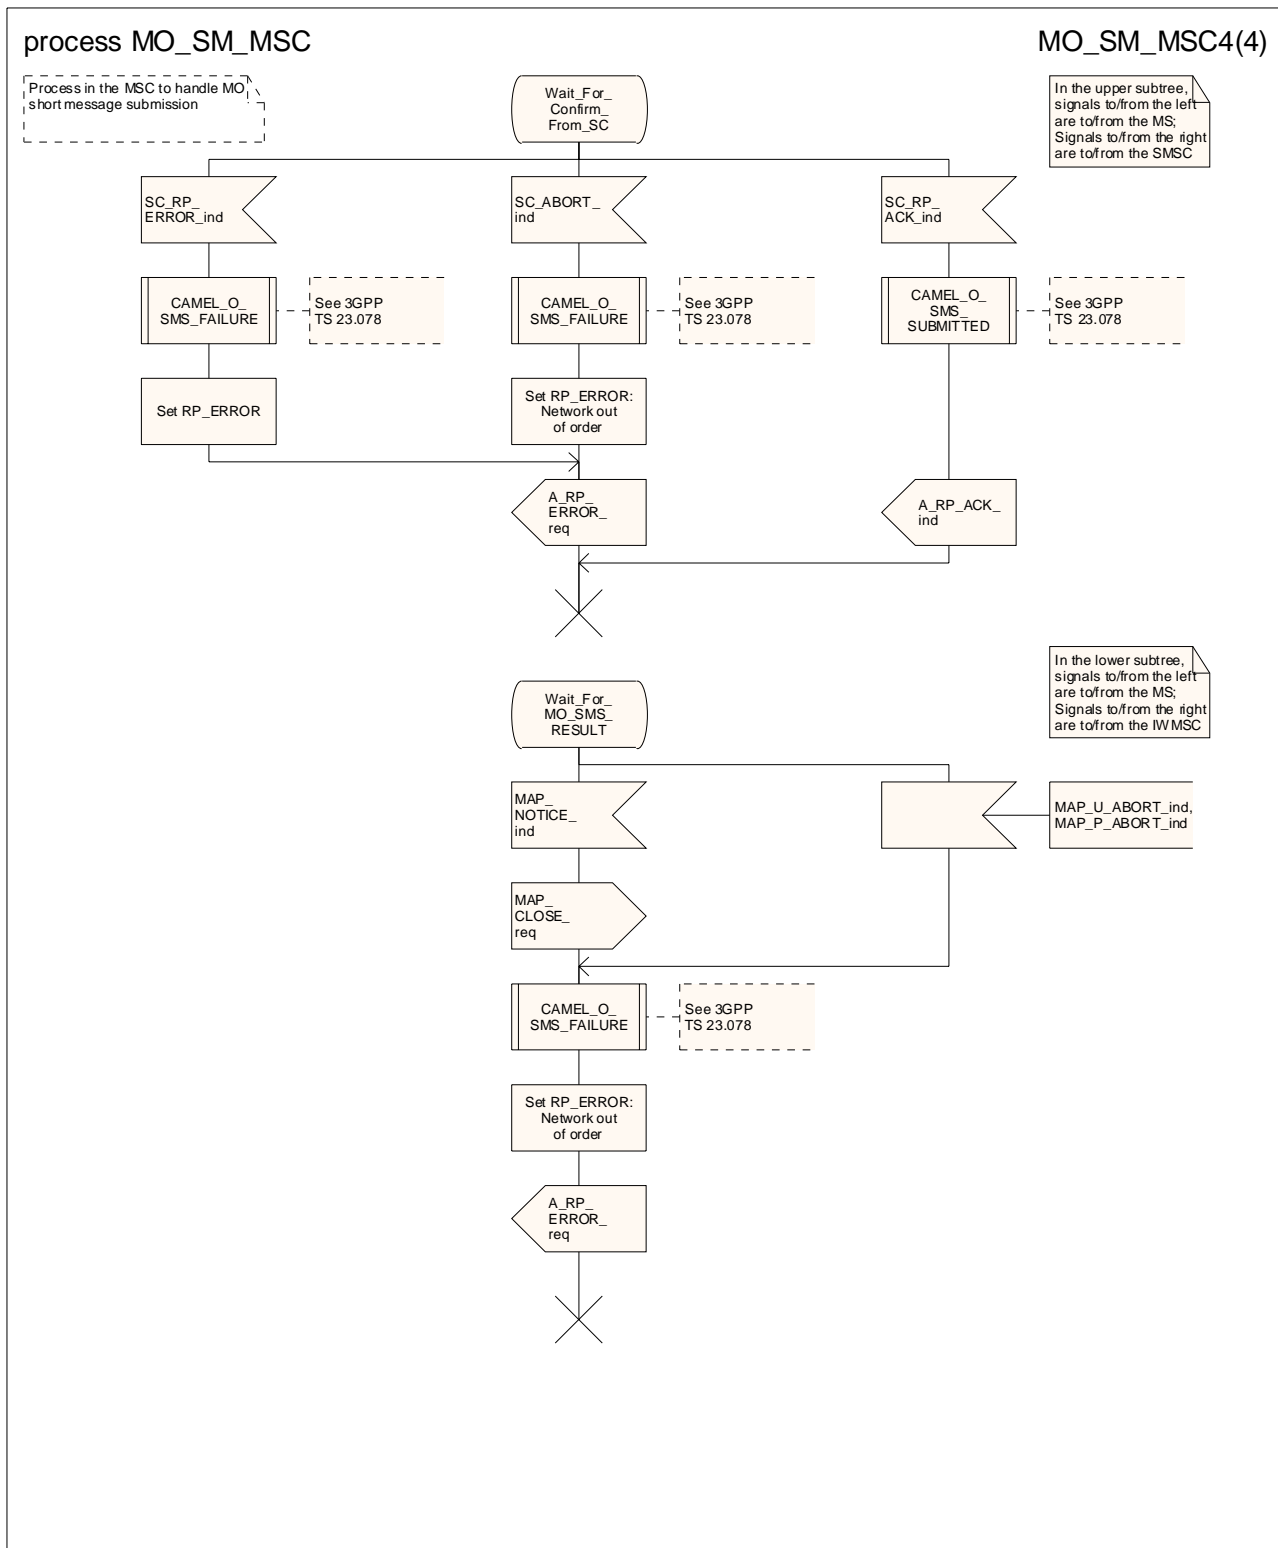 process MO_SM_MSC
MO_SM_MSC4(4)
Process in the MSC to handle MO
short message submission
Wait_For_
Confirm_
From_SC
In the upper subtree,
signals to/from the left
are to/from the MS;
Signals to/from the right
are to/from the SMSC
SC_RP_
ERROR_ind
SC_ABORT_
ind
SC_RP_
ACK_ind
CAMEL_O_
SMS_FAILURE
See 3GPP
TS 23.078
CAMEL_O_
SMS_FAILURE
See 3GPP
TS 23.078
CAMEL_O_
SMS_
SUBMITTED
See 3GPP
TS 23.078
Set RP_ERROR
Set RP_ERROR:
Network out
of order
A_RP_
ERROR_
req
A_RP_ACK_
ind
In the lower subtree,
signals to/from the left
are to/from the MS;
Signals to/from the right
are to/from the IWMSC
Wait_For_
MO_SMS_
RESULT
MAP_
NOTICE_
ind
MAP_U_ABORT_ind,
MAP_P_ABORT_ind
MAP_
CLOSE_
req
CAMEL_O_
SMS_FAILURE
See 3GPP
TS 23.078
Set RP_ERROR:
Network out
of order
A_RP_
ERROR_
req